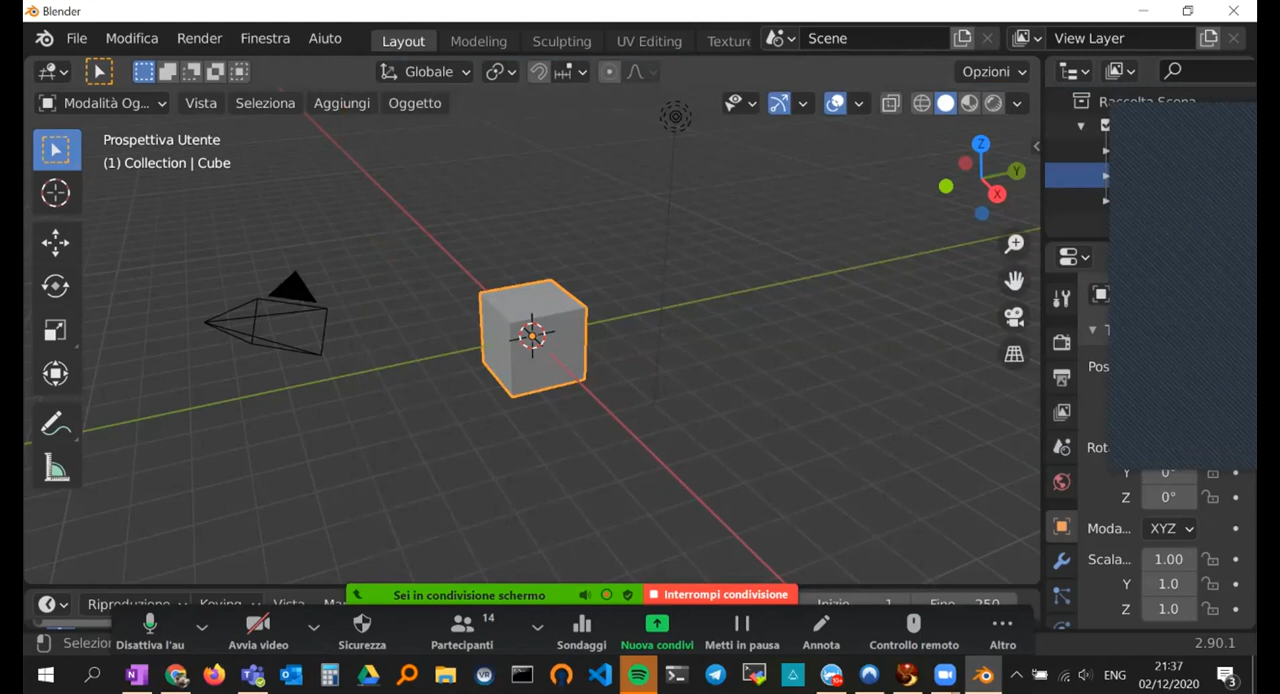 Blender
File Modifica Render Finestra Aiuto Layout Modeling Sculpting UV Editing Texture Scene View Layer
Globale Opzioni
Modalità Og... Vista Seleziona Aggiungi Oggetto
Raccolta Scena
Prospettiva Utente
(1) Collection | Cube
Z
Y
X
Pos
Rot
Y 0°
Z 0°
Moda... XYZ
Scala... 1.00
Y 1.0
Z 1.0
Sei in condivisione schermo Interrompi condivisione
Riproduzione Keying Vista Inizio 1 Fine 250
14
Selezio Disattiva l'au Avvia video Sicurezza Partecipanti Sondaggi Nuova condivi Metti in pausa Annota Controllo remoto Altro 2.90.1
ENG
21:37
02/12/2020
3